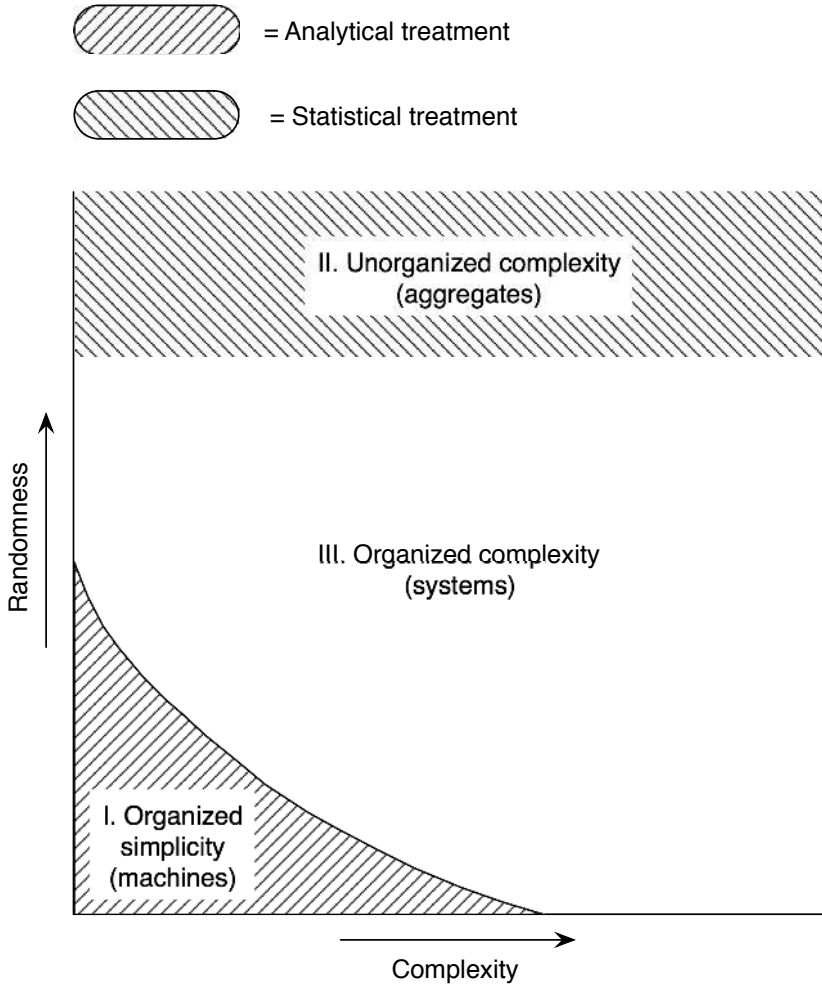 = Analytical treatment
= Statistical treatment
II. Unorganized complexity
(aggregates)
Randomness
III. Organized complexity
(systems)
I. Organized
simplicity
(machines)
Complexity